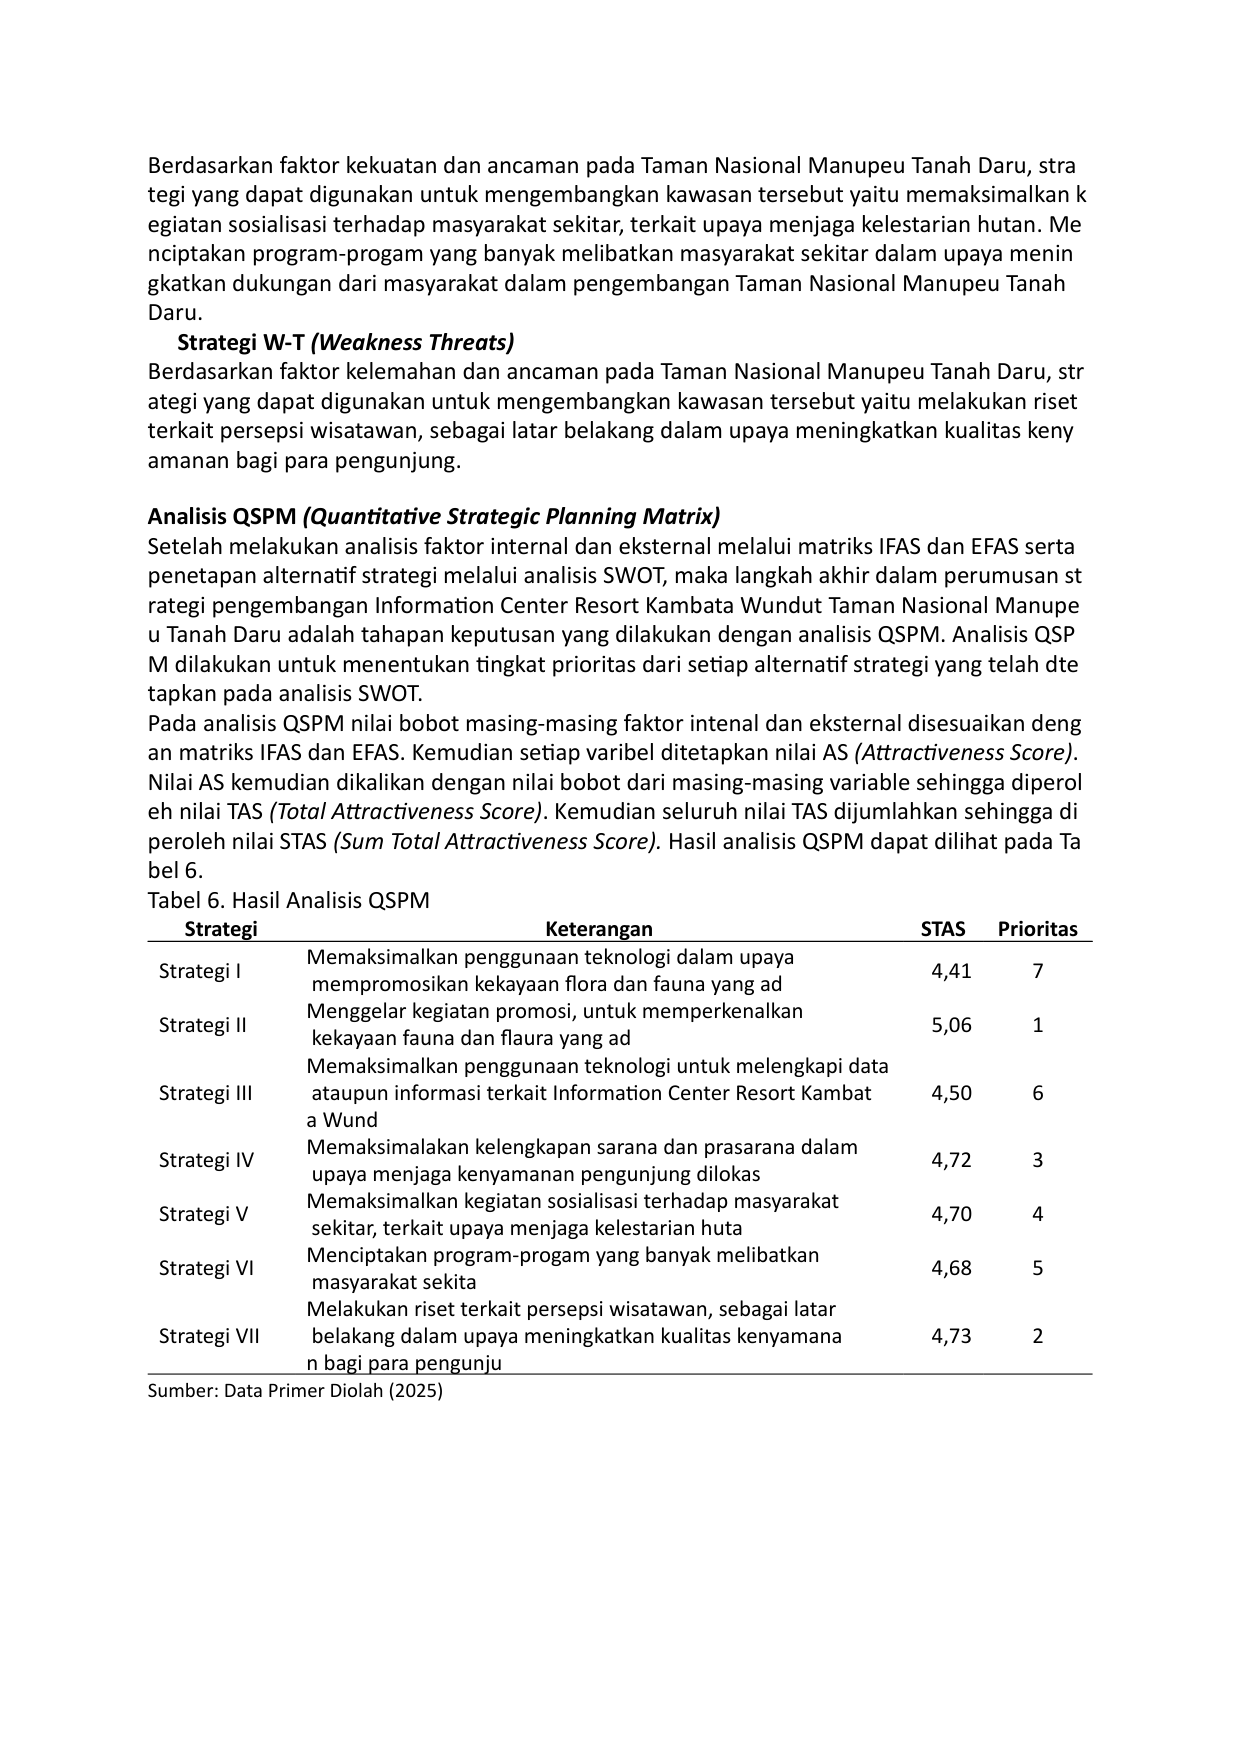 Berdasarkan faktor kekuatan dan ancaman pada Taman Nasional Manupeu Tanah Daru, stra
tegi yang dapat digunakan untuk mengembangkan kawasan tersebut yaitu memaksimalkan k
egiatan sosialisasi terhadap masyarakat sekitar, terkait upaya menjaga kelestarian hutan. Me
nciptakan program-progam yang banyak melibatkan masyarakat sekitar dalam upaya menin
gkatkan dukungan dari masyarakat dalam pengembangan Taman Nasional Manupeu Tanah
Daru.
Strategi W-T (Weakness Threats)
Berdasarkan faktor kelemahan dan ancaman pada Taman Nasional Manupeu Tanah Daru, str
ategi yang dapat digunakan untuk mengembangkan kawasan tersebut yaitu melakukan riset
terkait persepsi wisatawan, sebagai latar belakang dalam upaya meningkatkan kualitas keny
amanan bagi para pengunjung.
Analisis QSPM (Quantitative Strategic Planning Matrix)
Setelah melakukan analisis faktor internal dan eksternal melalui matriks IFAS dan EFAS serta
penetapan alternatif strategi melalui analisis SWOT, maka langkah akhir dalam perumusan st
rategi pengembangan Information Center Resort Kambata Wundut Taman Nasional Manupe
u Tanah Daru adalah tahapan keputusan yang dilakukan dengan analisis QSPM. Analisis QSP
M dilakukan untuk menentukan tingkat prioritas dari setiap alternatif strategi yang telah dte
tapkan pada analisis SWOT.
Pada analisis QSPM nilai bobot masing-masing faktor intenal dan eksternal disesuaikan deng
an matriks IFAS dan EFAS. Kemudian setiap varibel ditetapkan nilai AS (Attractiveness Score).
Nilai AS kemudian dikalikan dengan nilai bobot dari masing-masing variable sehingga diperol
eh nilai TAS (Total Attractiveness Score). Kemudian seluruh nilai TAS dijumlahkan sehingga di
peroleh nilai STAS (Sum Total Attractiveness Score). Hasil analisis QSPM dapat dilihat pada Ta
bel 6.
Tabel 6. Hasil Analisis QSPM
Strategi Keterangan STAS Prioritas
Memaksimalkan penggunaan teknologi dalam upaya
Strategi I 4,41 7
mempromosikan kekayaan flora dan fauna yang ad
Menggelar kegiatan promosi, untuk memperkenalkan
Strategi II 5,06 1
kekayaan fauna dan flaura yang ad
Memaksimalkan penggunaan teknologi untuk melengkapi data
Strategi III ataupun informasi terkait Information Center Resort Kambat 4,50 6
a Wund
Memaksimalakan kelengkapan sarana dan prasarana dalam
Strategi IV 4,72 3
upaya menjaga kenyamanan pengunjung dilokas
Memaksimalkan kegiatan sosialisasi terhadap masyarakat
Strategi V 4,70 4
sekitar, terkait upaya menjaga kelestarian huta
Menciptakan program-progam yang banyak melibatkan
Strategi VI 4,68 5
masyarakat sekita
Melakukan riset terkait persepsi wisatawan, sebagai latar
Strategi VII belakang dalam upaya meningkatkan kualitas kenyamana 4,73 2
n bagi para pengunju
Sumber: Data Primer Diolah (2025)